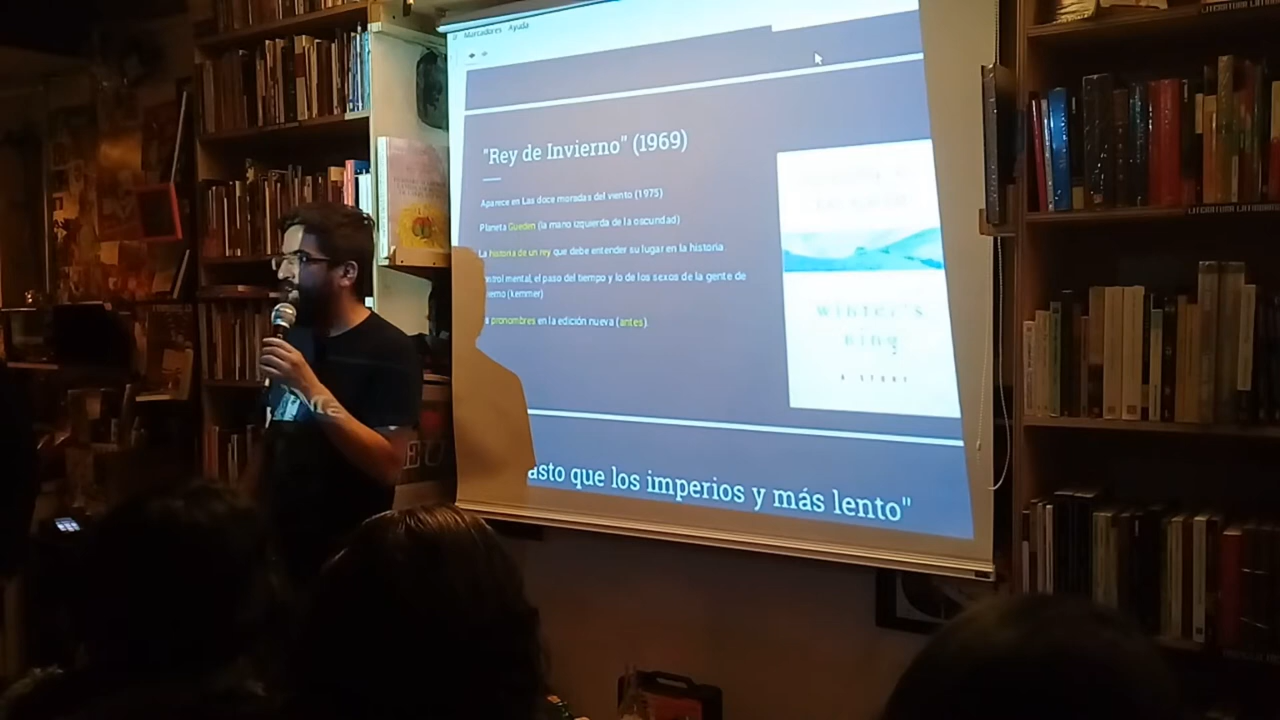 Marcadores Ayuda
"Rey de Invierno" (1969)
Aparece en Las doce moradas del viento (1975)
Planeta Gueden (la mano izquierda de la oscuridad)
La historia de un rey que debe entender su lugar en la historia
ntrol mental, el paso del tiempo y lo de los sexos de la gente de
ierno (kemmer)
pronombres en la edición nueva (antes).
winter's
king
A STORY
asto que los imperios y más lento"